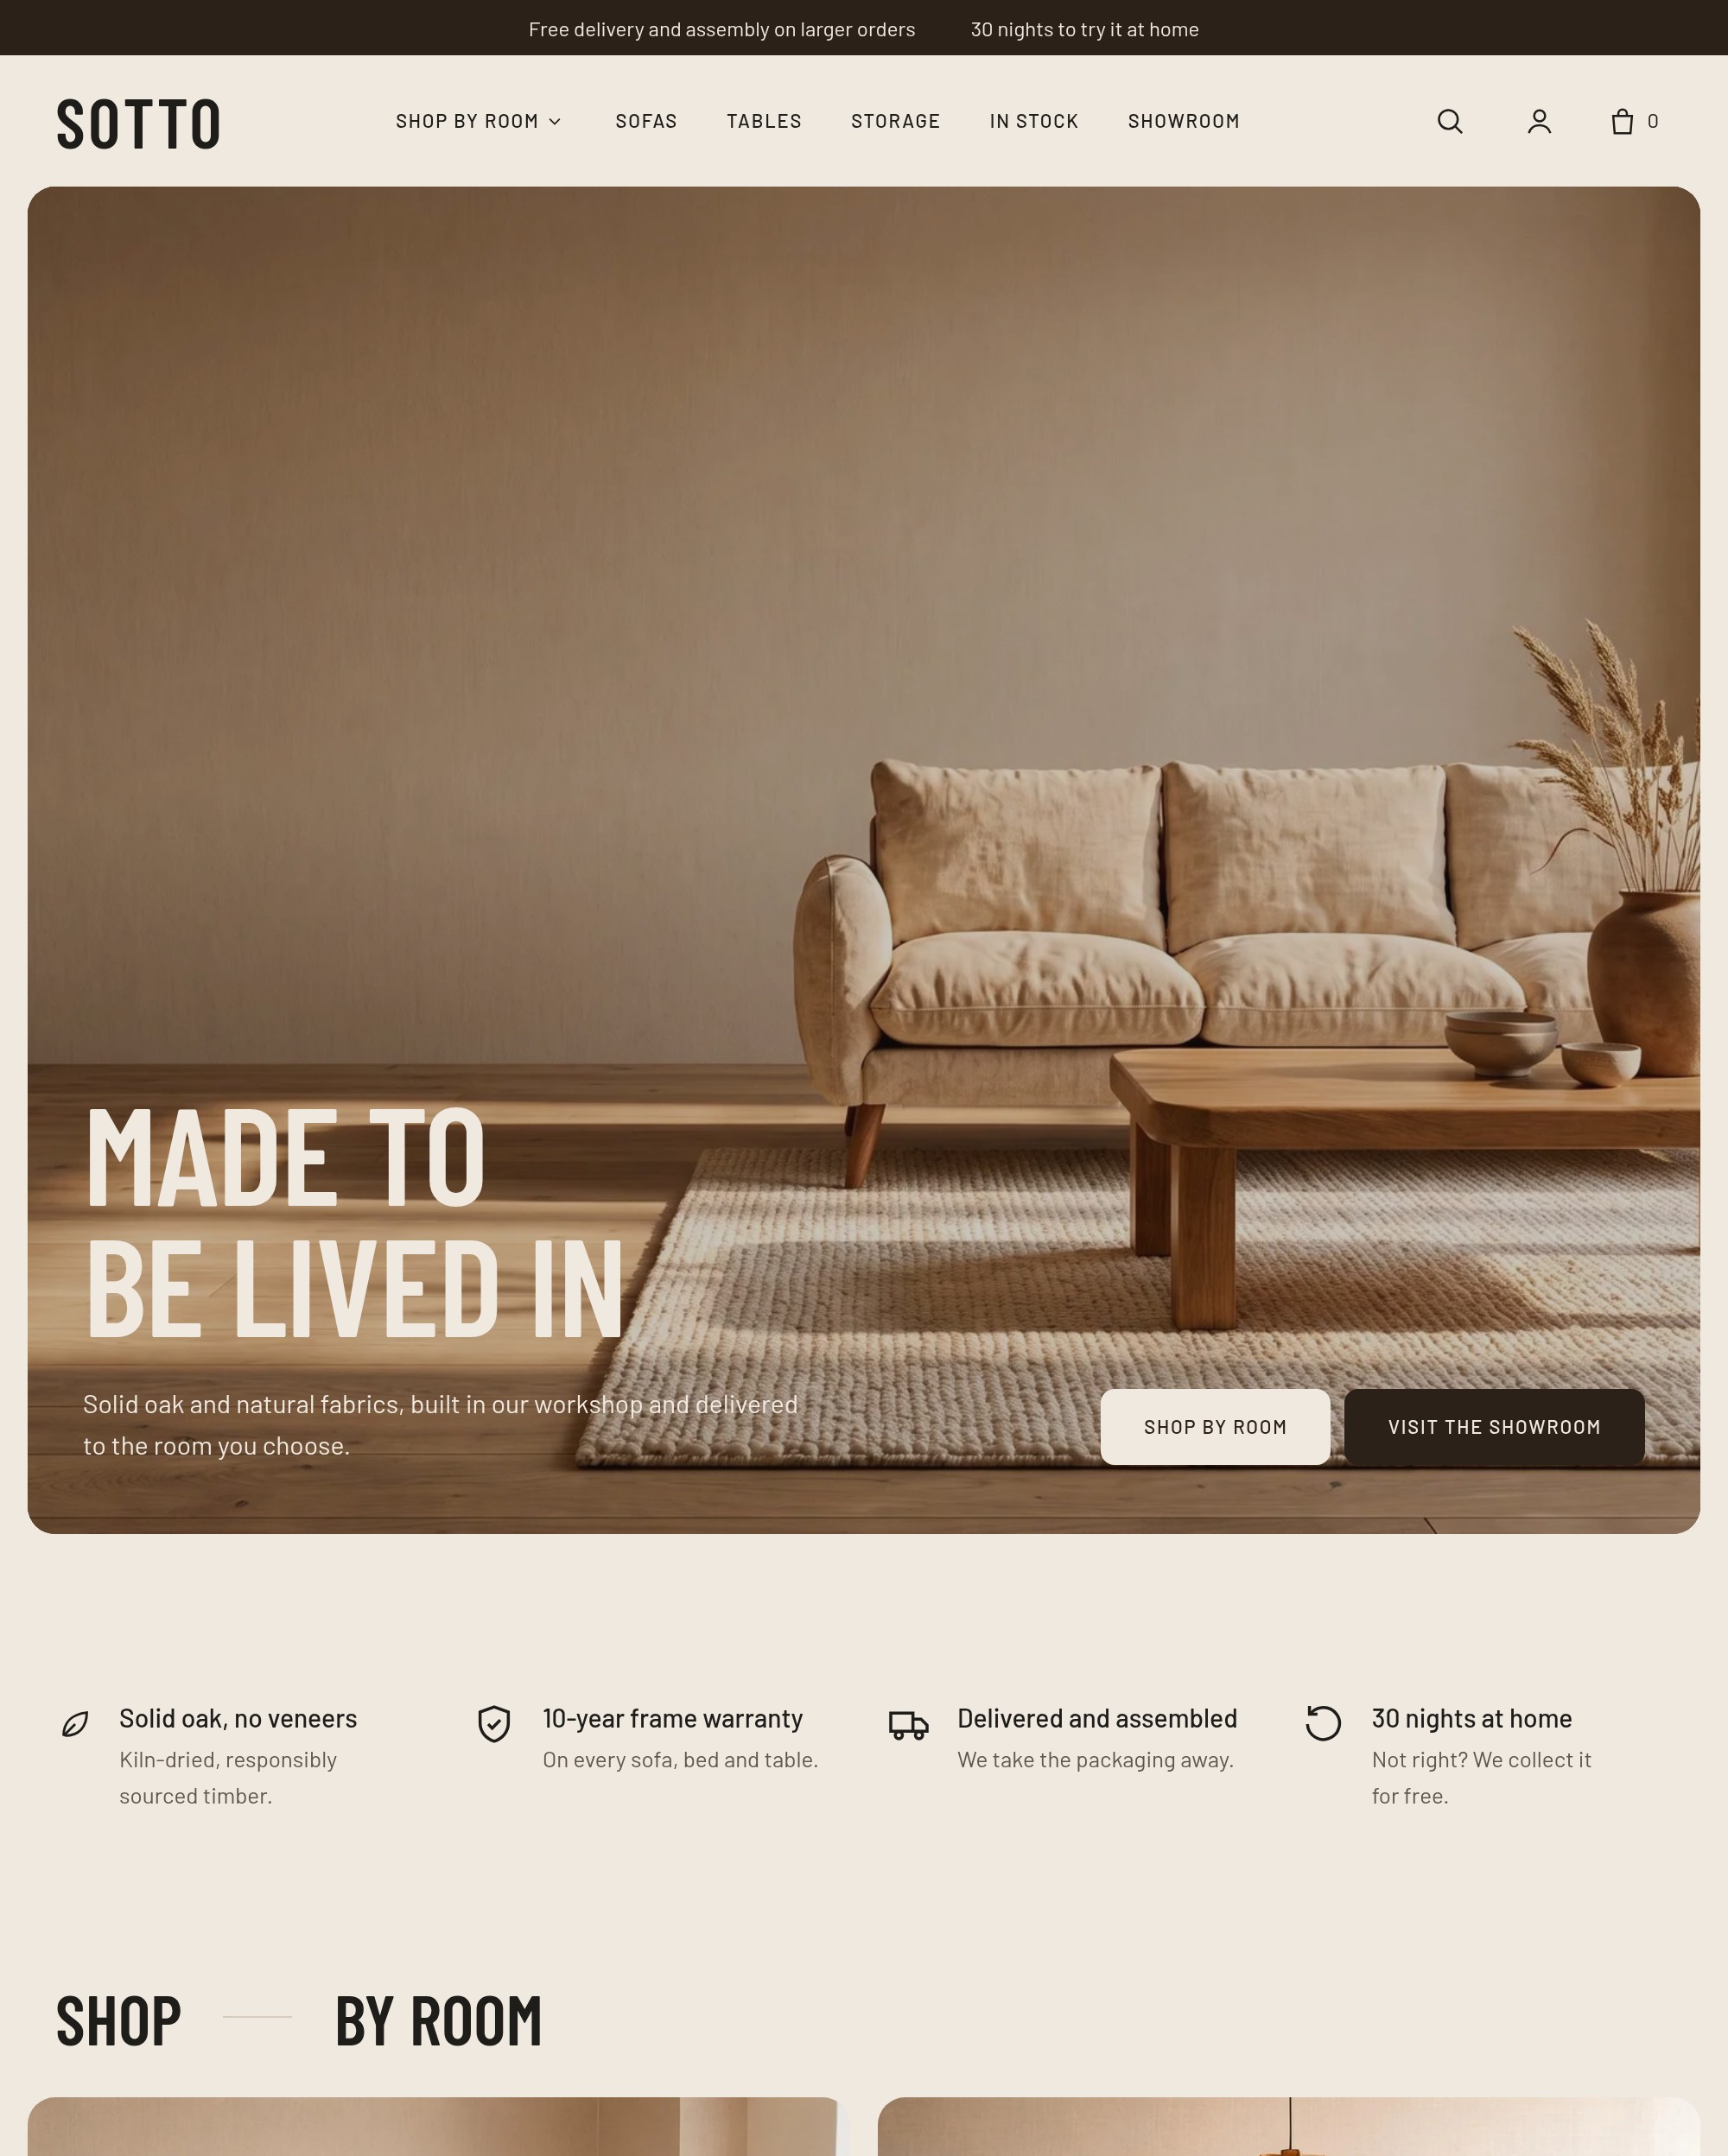 Free delivery and assembly on larger orders
30 nights to try it at home
SOTTO
SHOP BY ROOM
SOFAS
TABLES
STORAGE
IN STOCK
SHOWROOM
0
MADE TO
BE LIVED IN
Solid oak and natural fabrics, built in our workshop and delivered
to the room you choose.
SHOP BY ROOM
VISIT THE SHOWROOM
Solid oak, no veneers
Kiln-dried, responsibly
sourced timber.
10-year frame warranty
On every sofa, bed and table.
Delivered and assembled
We take the packaging away.
30 nights at home
Not right? We collect it
for free.
SHOP BY ROOM